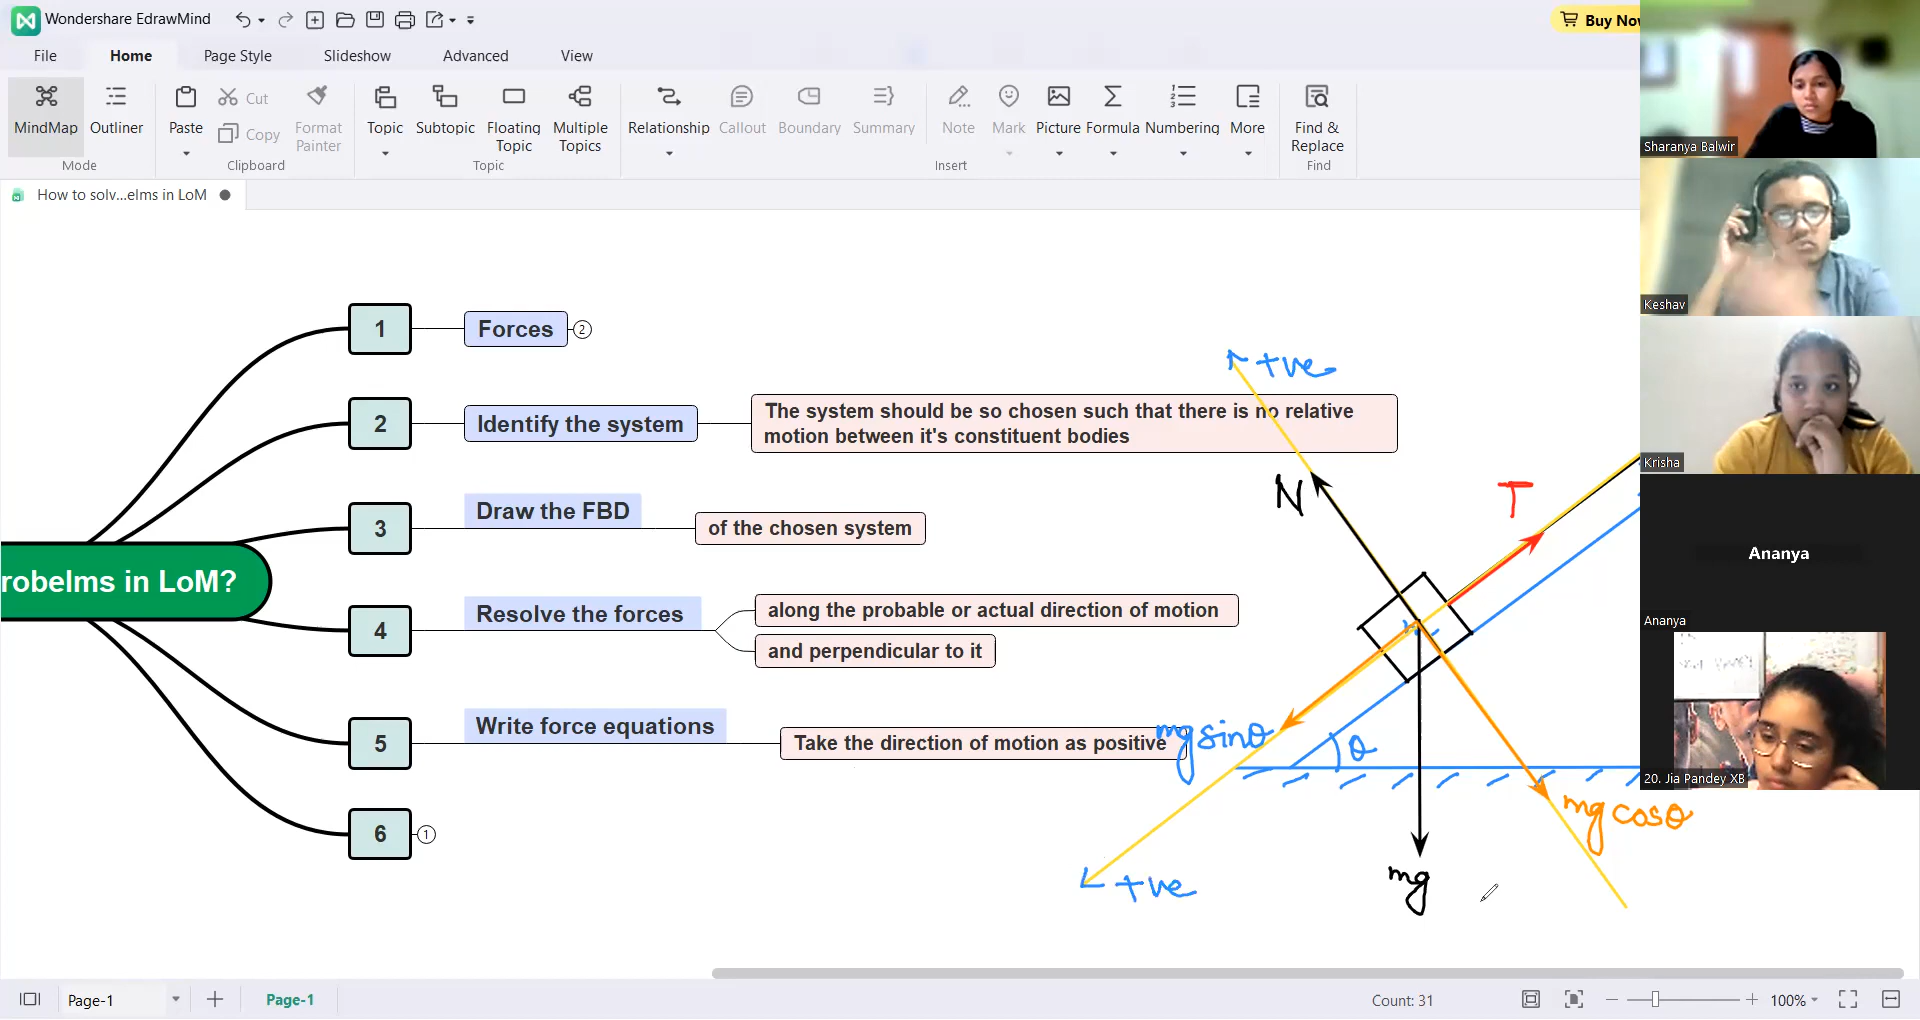 Wondershare EdrawMind
Buy Now
File Home Page Style Slideshow Advanced View
MindMap Outliner Paste Cut Copy Format Painter Topic Subtopic Floating Topic Multiple Topics Relationship Callout Boundary Summary Note Mark Picture Formula Numbering More Find & Replace
Mode Clipboard Topic Insert Find
How to solv...elms in LoM
robelms in LoM?
1 Forces 2
2 Identify the system
The system should be so chosen such that there is no relative
motion between it's constituent bodies
3 Draw the FBD
of the chosen system
4 Resolve the forces
along the probable or actual direction of motion
and perpendicular to it
5 Write force equations
Take the direction of motion as positive
6 1
+ve
N
T
mg sinθ
θ
mg cosθ
+ve
mg
Sharanya Balwir
Keshav
Krisha
Ananya
Ananya
20. Jia Pandey XB
Page-1
Page-1
Count: 31
100%